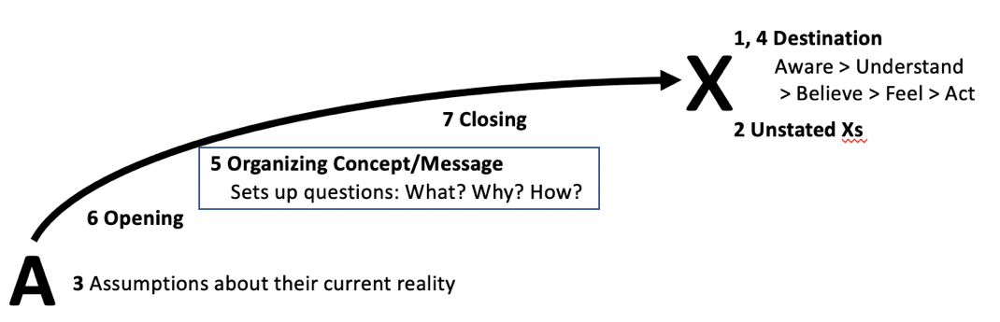 1, 4 Destination
Aware > Understand
> Believe > Feel > Act
X
7 Closing
2 Unstated Xs
5 Organizing Concept/Message
Sets up questions: What? Why? How?
6 Opening
A
3 Assumptions about their current reality